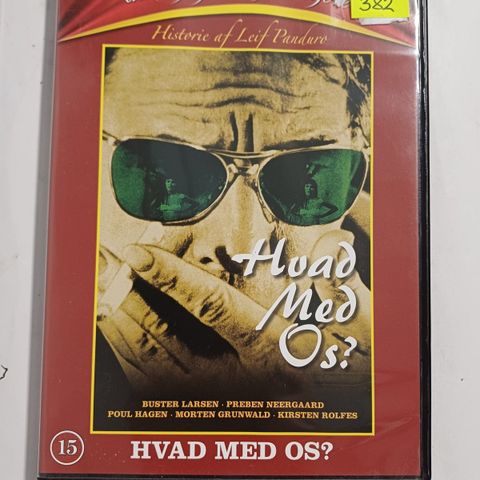 382
Historie af Leif Panduro
Hvad
Med
Os?
BUSTER LARSEN · PREBEN NEERGAARD
POUL HAGEN · MORTEN GRUNWALD · KIRSTEN ROLFES
15
HVAD MED OS?